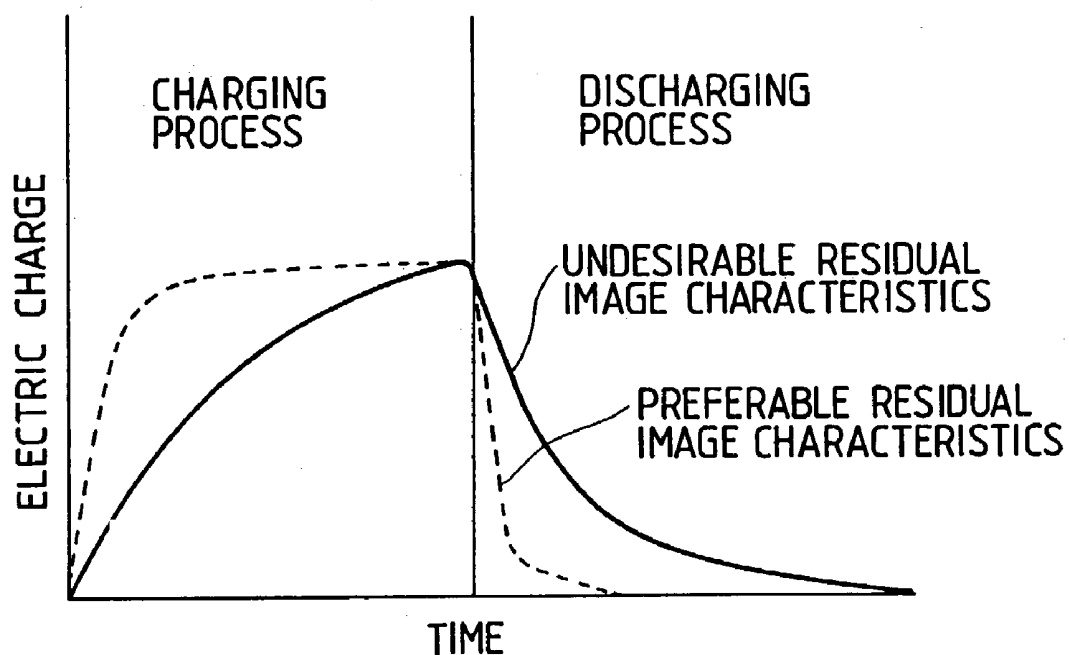 CHARGING
PROCESS
DISCHARGING
PROCESS
ELECTRIC CHARGE
UNDESIRABLE RESIDUAL
IMAGE CHARACTERISTICS
PREFERABLE RESIDUAL
IMAGE CHARACTERISTICS
TIME